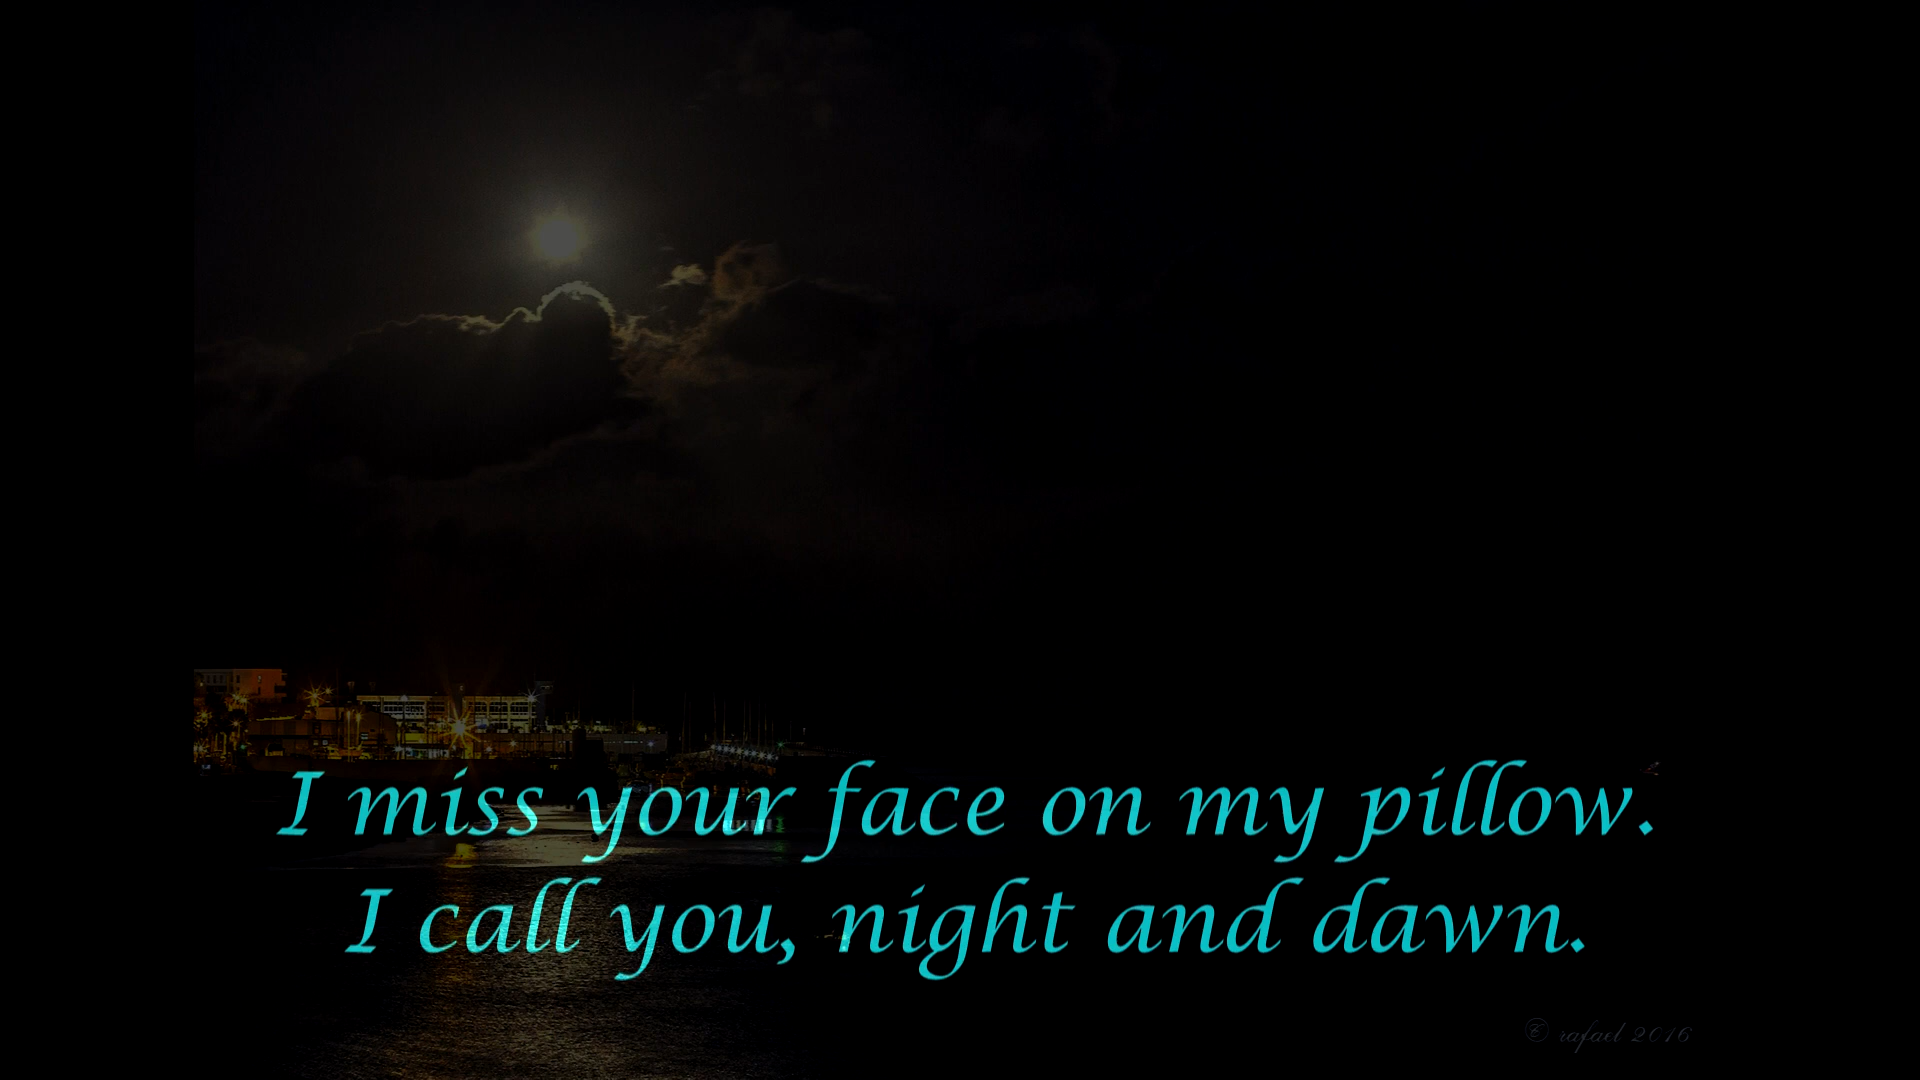 I miss your face on my pillow.
I call you, night and dawn.
© rafael 2016